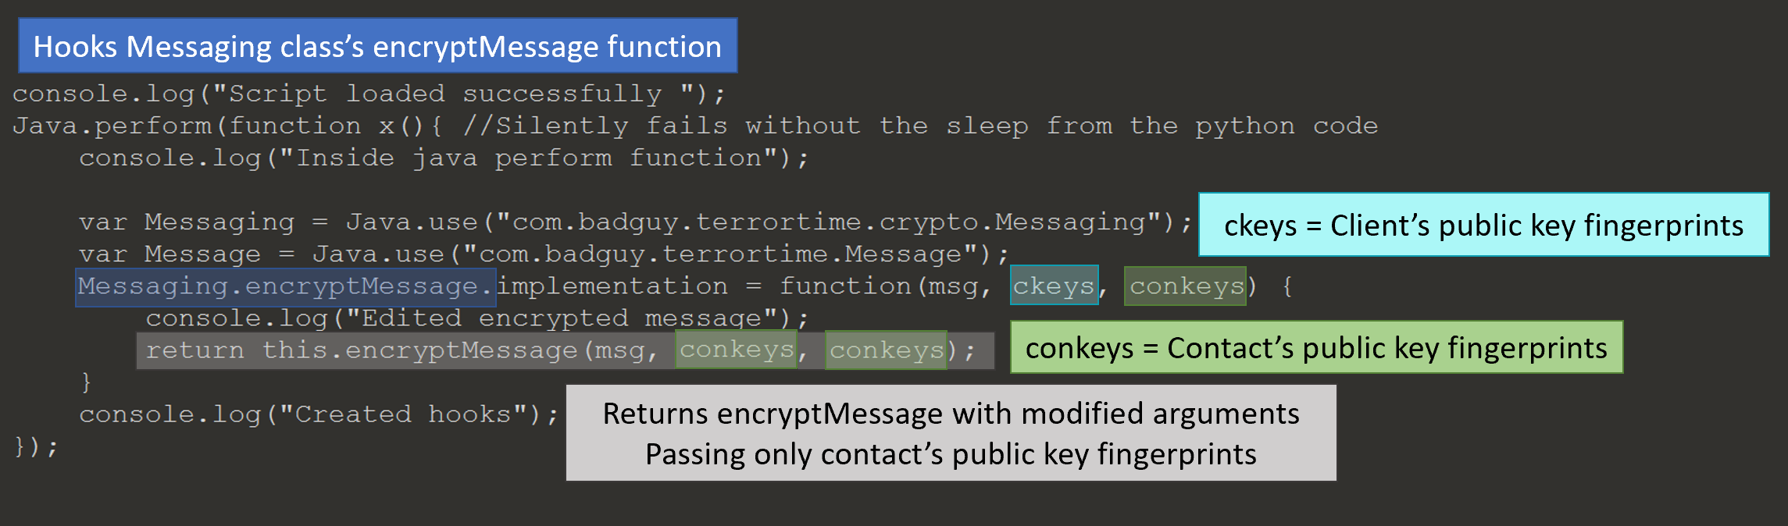 Hooks Messaging class's encryptMessage function
console.log("Script loaded successfully ");
Java.perform(function x(){ //Silently fails without the sleep from the python code
console.log("Inside java perform function");
var Messaging = Java.use("com.badguy.terrortime.crypto.Messaging");
ckeys = Client's public key fingerprints
var Message = Java.use("com.badguy.terrortime.Message");
Messaging.encryptMessage.implementation = function(msg, ckeys, conkeys) {
console.log("Edited encrypted message");
return this.encryptMessage(msg, conkeys, conkeys);
conkeys = Contact's public key fingerprints
}
console.log("Created hooks");
Returns encryptMessage with modified arguments
Passing only contact's public key fingerprints
});